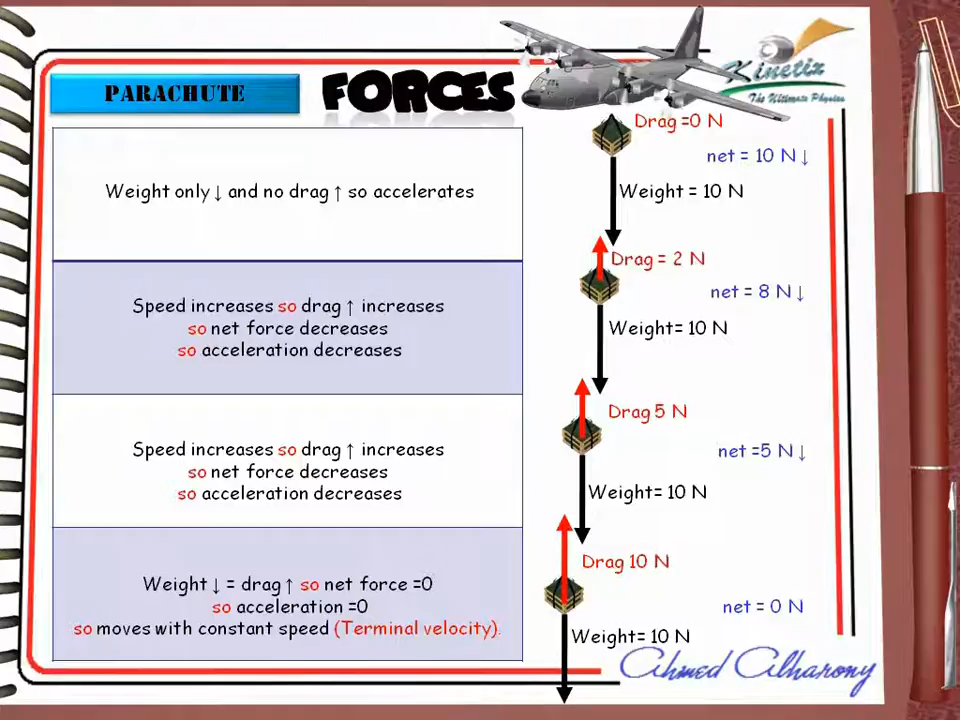 PARACHUTE
FORCES
Kinetix
The Ultimate Physics
Drag =0 N
net = 10 N ↓
Weight only ↓ and no drag ↑ so accelerates
Weight = 10 N
Drag = 2 N
net = 8 N ↓
Speed increases so drag ↑ increases
so net force decreases
so acceleration decreases
Weight= 10 N
Drag 5 N
net =5 N ↓
Speed increases so drag ↑ increases
so net force decreases
so acceleration decreases
Weight= 10 N
Drag 10 N
Weight ↓ = drag ↑ so net force =0
so acceleration =0
so moves with constant speed (Terminal velocity).
net = 0 N
Weight= 10 N
Ahmed Alharony